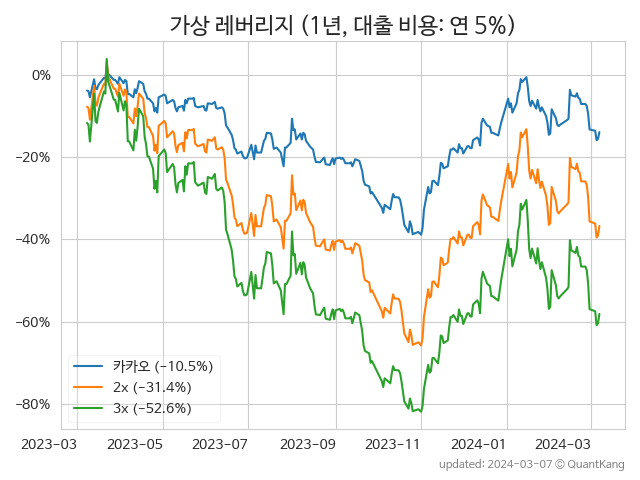 가상 레버리지 (1년, 대출 비용: 연 5%)
0%
−20%
−40%
−60%
−80%
카카오 (−10.5%)
2x (−31.4%)
3x (−52.6%)
2023−03 2023−05 2023−07 2023−09 2023−11 2024−01 2024−03
updated: 2024−03−07 © QuantKang